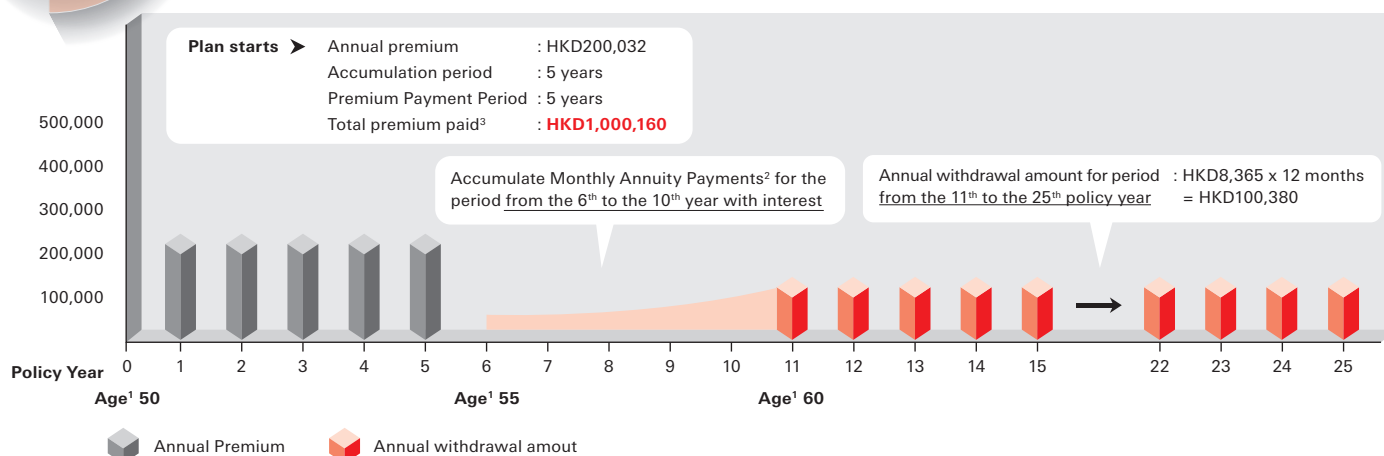 Plan starts ➤ Annual premium : HKD200,032
Accumulation period : 5 years
Premium Payment Period : 5 years
Total premium paid³ : HKD1,000,160
500,000
400,000
300,000
200,000
100,000
Accumulate Monthly Annuity Payments² for the
period from the 6th to the 10th year with interest
Annual withdrawal amount for period : HKD8,365 x 12 months
from the 11th to the 25th policy year = HKD100,380
Policy Year 0 1 2 3 4 5 6 7 8 9 10 11 12 13 14 15 22 23 24 25
Age¹ 50 Age¹ 55 Age¹ 60
Annual Premium Annual withdrawal amout